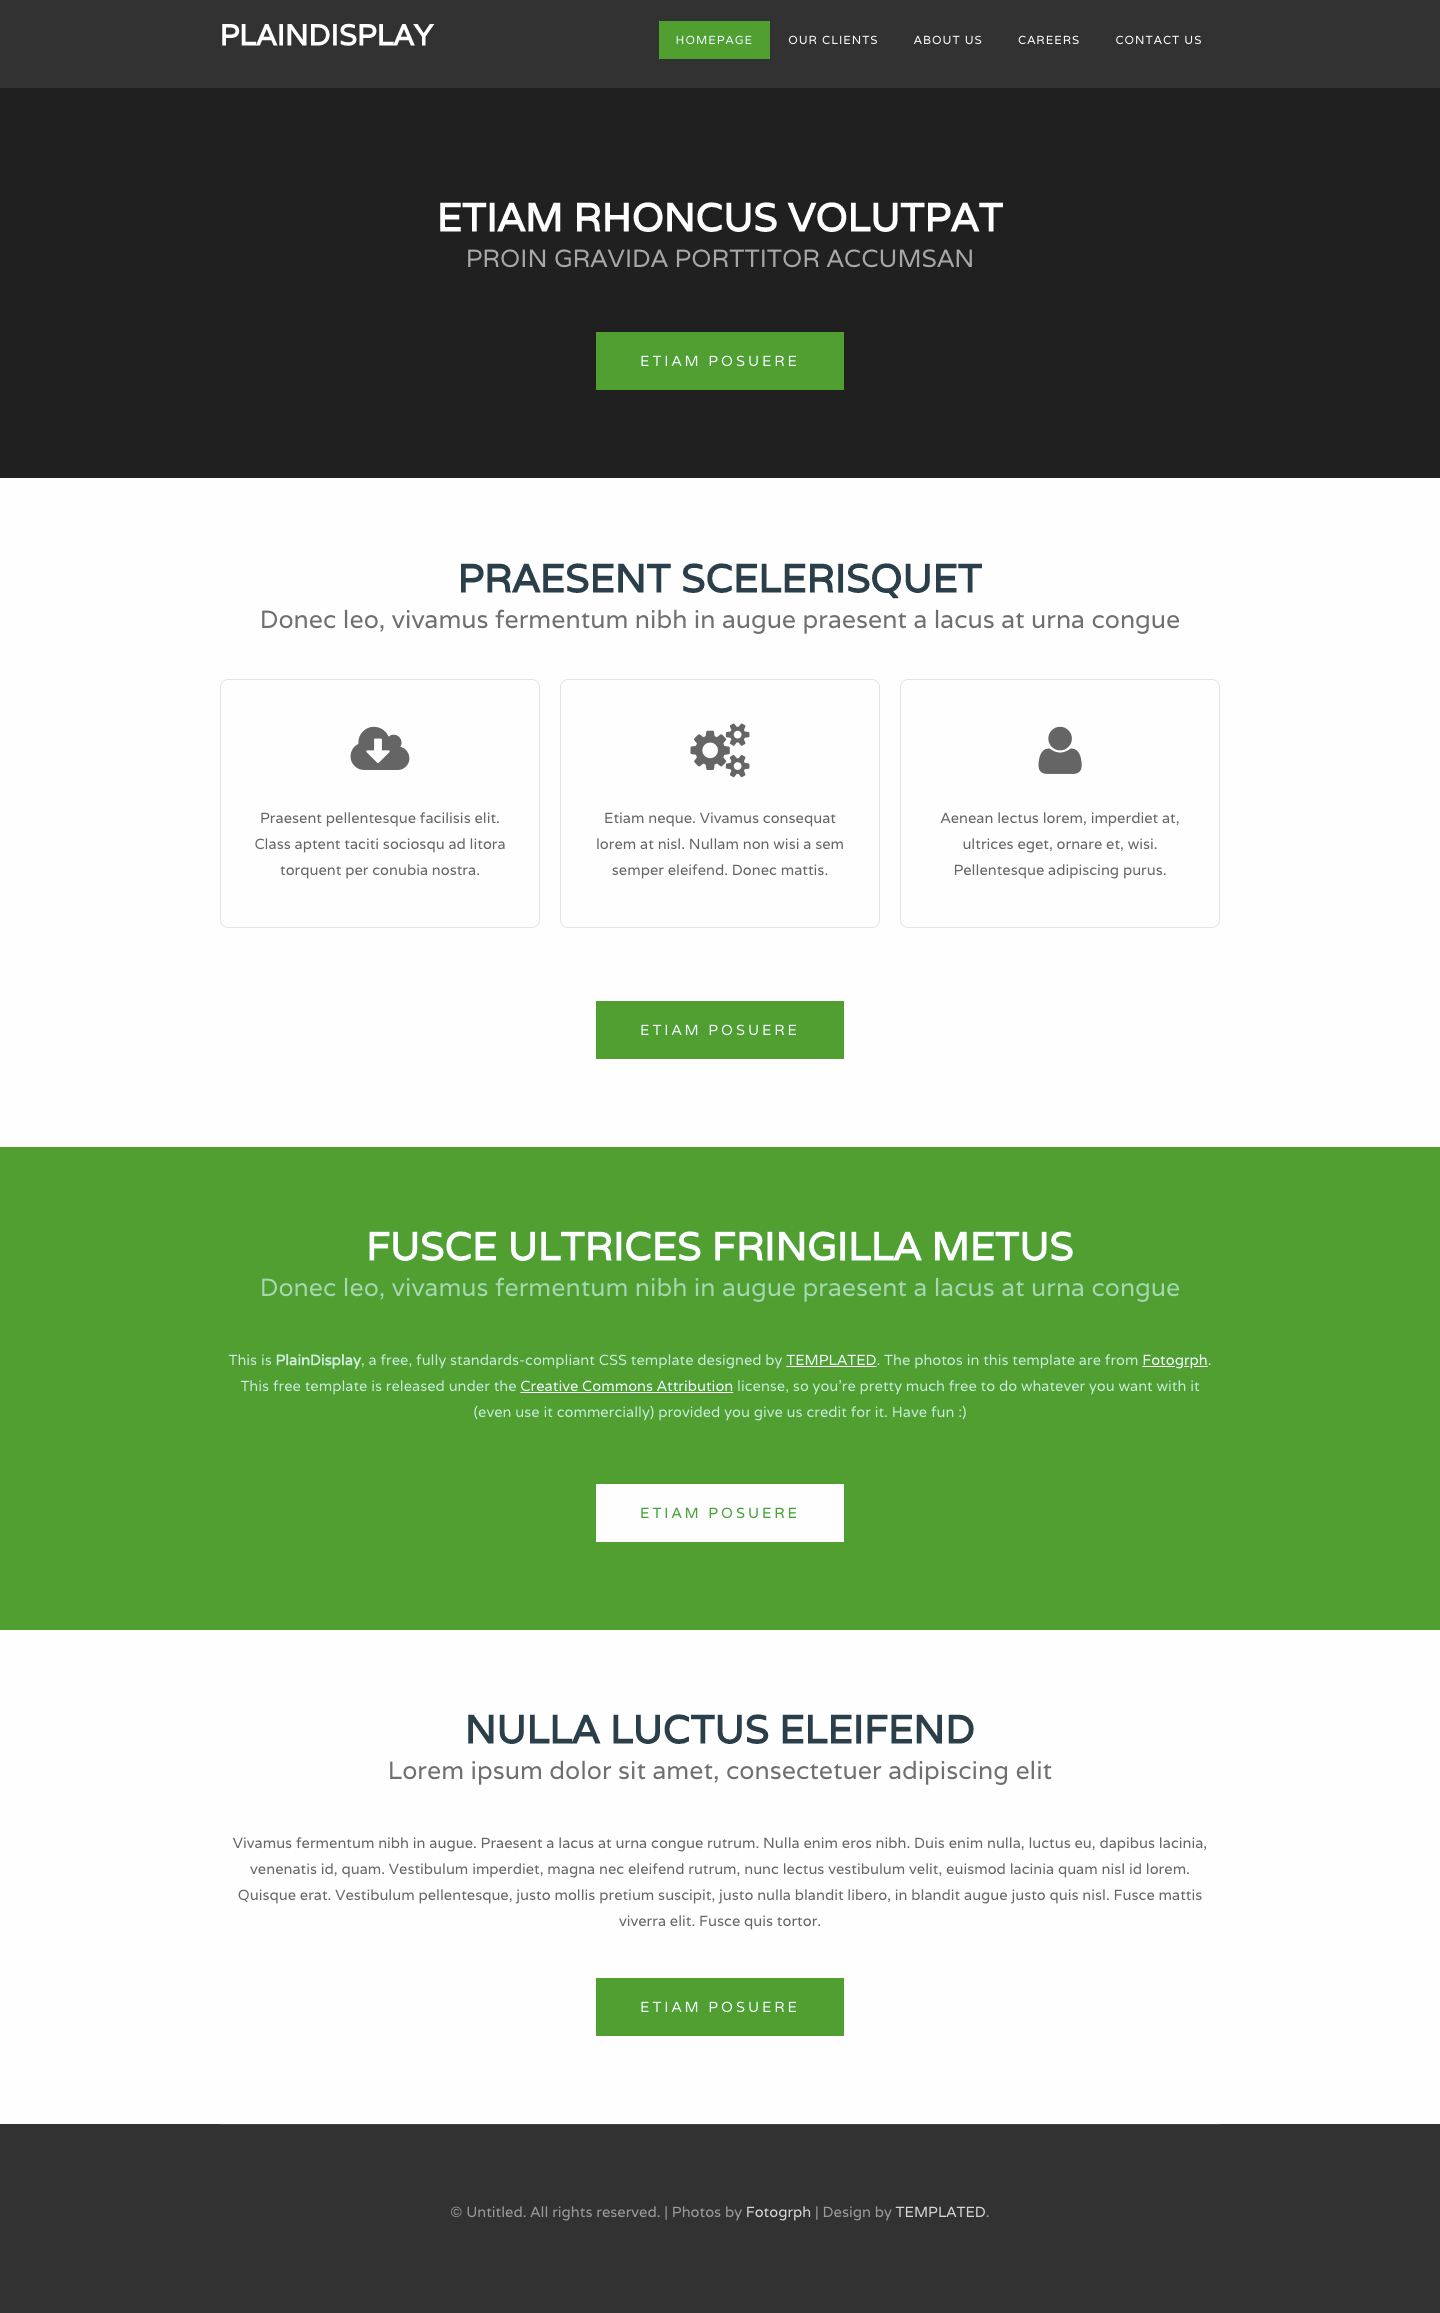 PLAINDISPLAY
HOMEPAGE OUR CLIENTS ABOUT US CAREERS CONTACT US
ETIAM RHONCUS VOLUTPAT
PROIN GRAVIDA PORTTITOR ACCUMSAN
ETIAM POSUERE
PRAESENT SCELERISQUET
Donec leo, vivamus fermentum nibh in augue praesent a lacus at urna congue
Praesent pellentesque facilisis elit.
Class aptent taciti sociosqu ad litora
torquent per conubia nostra.
Etiam neque. Vivamus consequat
lorem at nisl. Nullam non wisi a sem
semper eleifend. Donec mattis.
Aenean lectus lorem, imperdiet at,
ultrices eget, ornare et, wisi.
Pellentesque adipiscing purus.
ETIAM POSUERE
FUSCE ULTRICES FRINGILLA METUS
Donec leo, vivamus fermentum nibh in augue praesent a lacus at urna congue
This is PlainDisplay, a free, fully standards-compliant CSS template designed by TEMPLATED. The photos in this template are from Fotogrph.
This free template is released under the Creative Commons Attribution license, so you're pretty much free to do whatever you want with it
(even use it commercially) provided you give us credit for it. Have fun :)
ETIAM POSUERE
NULLA LUCTUS ELEIFEND
Lorem ipsum dolor sit amet, consectetuer adipiscing elit
Vivamus fermentum nibh in augue. Praesent a lacus at urna congue rutrum. Nulla enim eros nibh. Duis enim nulla, luctus eu, dapibus lacinia,
venenatis id, quam. Vestibulum imperdiet, magna nec eleifend rutrum, nunc lectus vestibulum velit, euismod lacinia quam nisl id lorem.
Quisque erat. Vestibulum pellentesque, justo mollis pretium suscipit, justo nulla blandit libero, in blandit augue justo quis nisl. Fusce mattis
viverra elit. Fusce quis tortor.
ETIAM POSUERE
© Untitled. All rights reserved. | Photos by Fotogrph | Design by TEMPLATED.